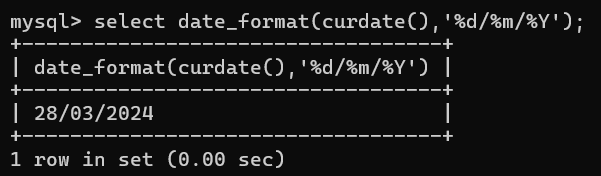 mysql> select date_format(curdate(),'%d/%m/%Y');
+-----------------------------------+
| date_format(curdate(),'%d/%m/%Y') |
+-----------------------------------+
| 28/03/2024                        |
+-----------------------------------+
1 row in set (0.00 sec)